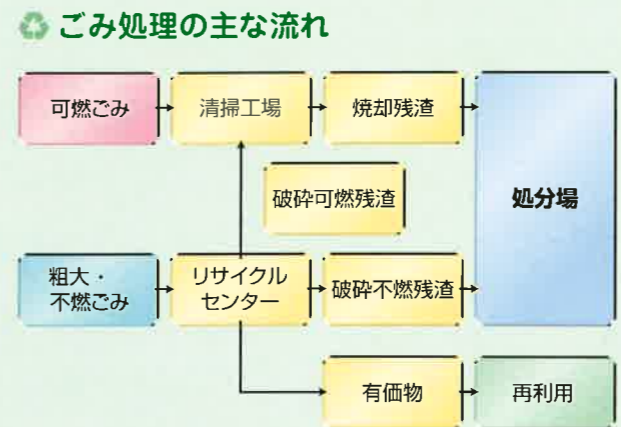 ごみ処理の主な流れ
可燃ごみ
清掃工場
焼却残渣
処分場
破砕可燃残渣
粗大・
不燃ごみ
リサイクル
センター
破砕不燃残渣
有価物
再利用